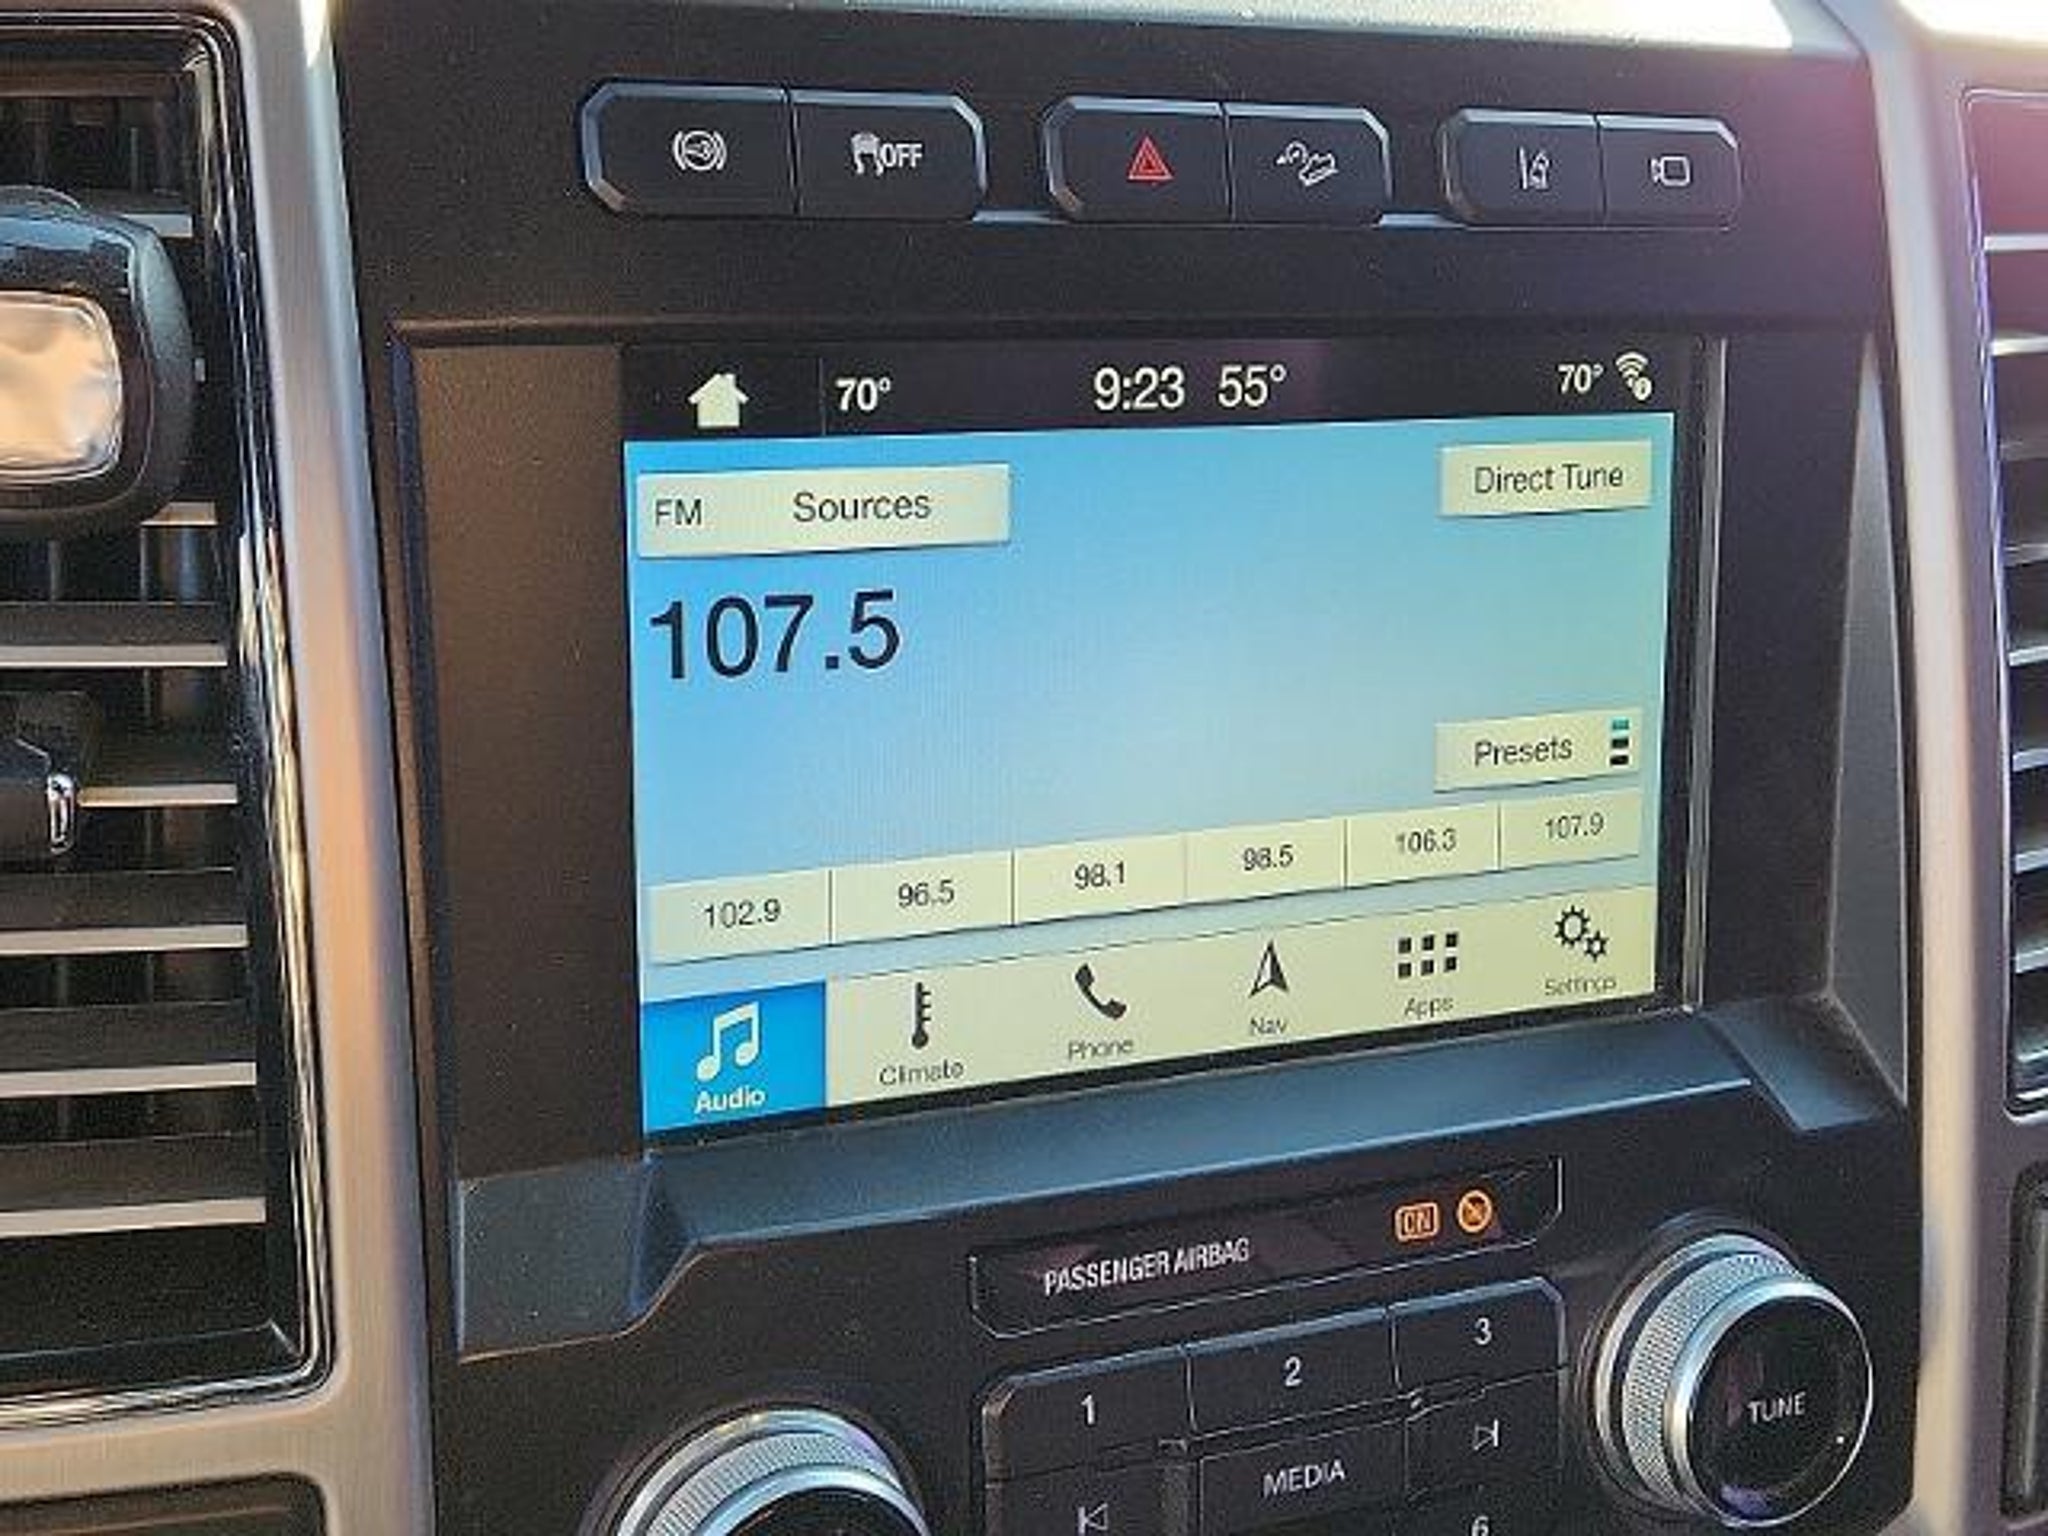 OFF
70° 9:23 55° 70°
FM Sources
Direct Tune
107.5
Presets
102.9 96.5 98.1 98.5 106.3 107.9
Audio Climate Phone Nav Apps Settings
PASSENGER AIRBAG ON
1 2 3
MEDIA
6
TUNE